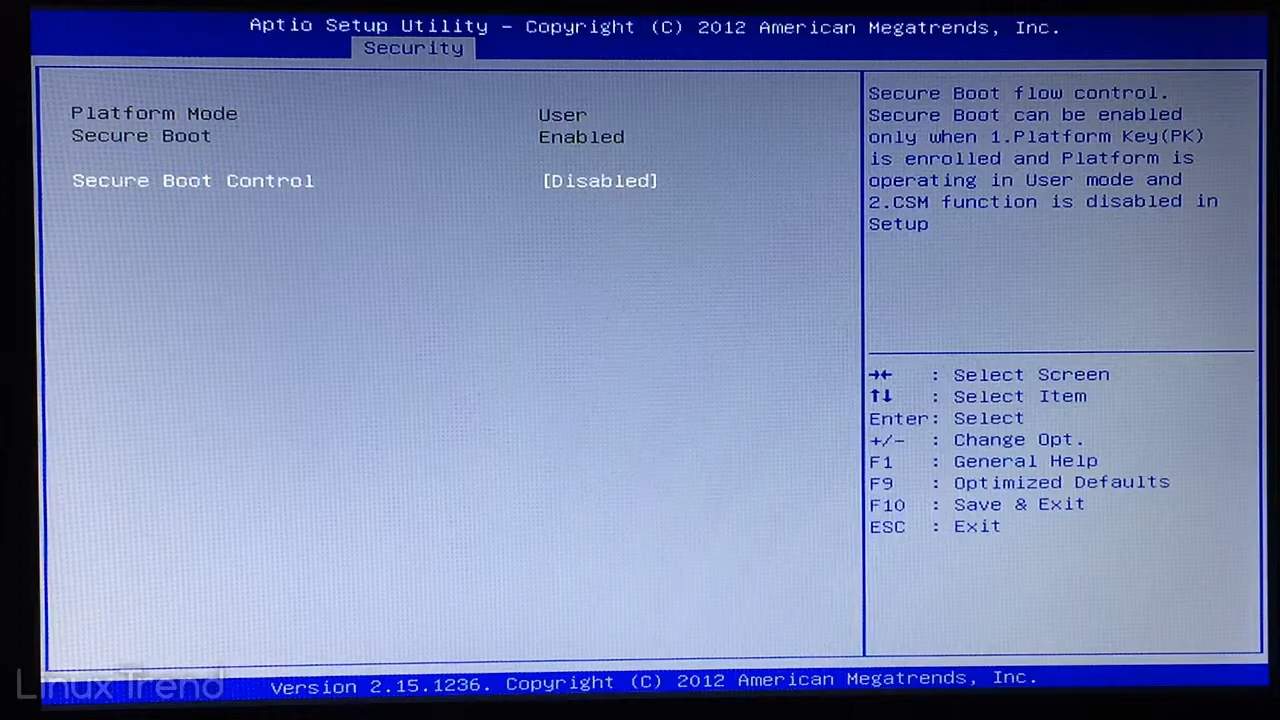 Aptio Setup Utility – Copyright (C) 2012 American Megatrends, Inc.
Security
Platform Mode User
Secure Boot Enabled
Secure Boot Control [Disabled]
Secure Boot flow control.
Secure Boot can be enabled
only when 1.Platform Key(PK)
is enrolled and Platform is
operating in User mode and
2.CSM function is disabled in
Setup
→← : Select Screen
↑↓ : Select Item
Enter: Select
+/- : Change Opt.
F1 : General Help
F9 : Optimized Defaults
F10 : Save & Exit
ESC : Exit
Version 2.15.1236. Copyright (C) 2012 American Megatrends, Inc.
LinuxTrend